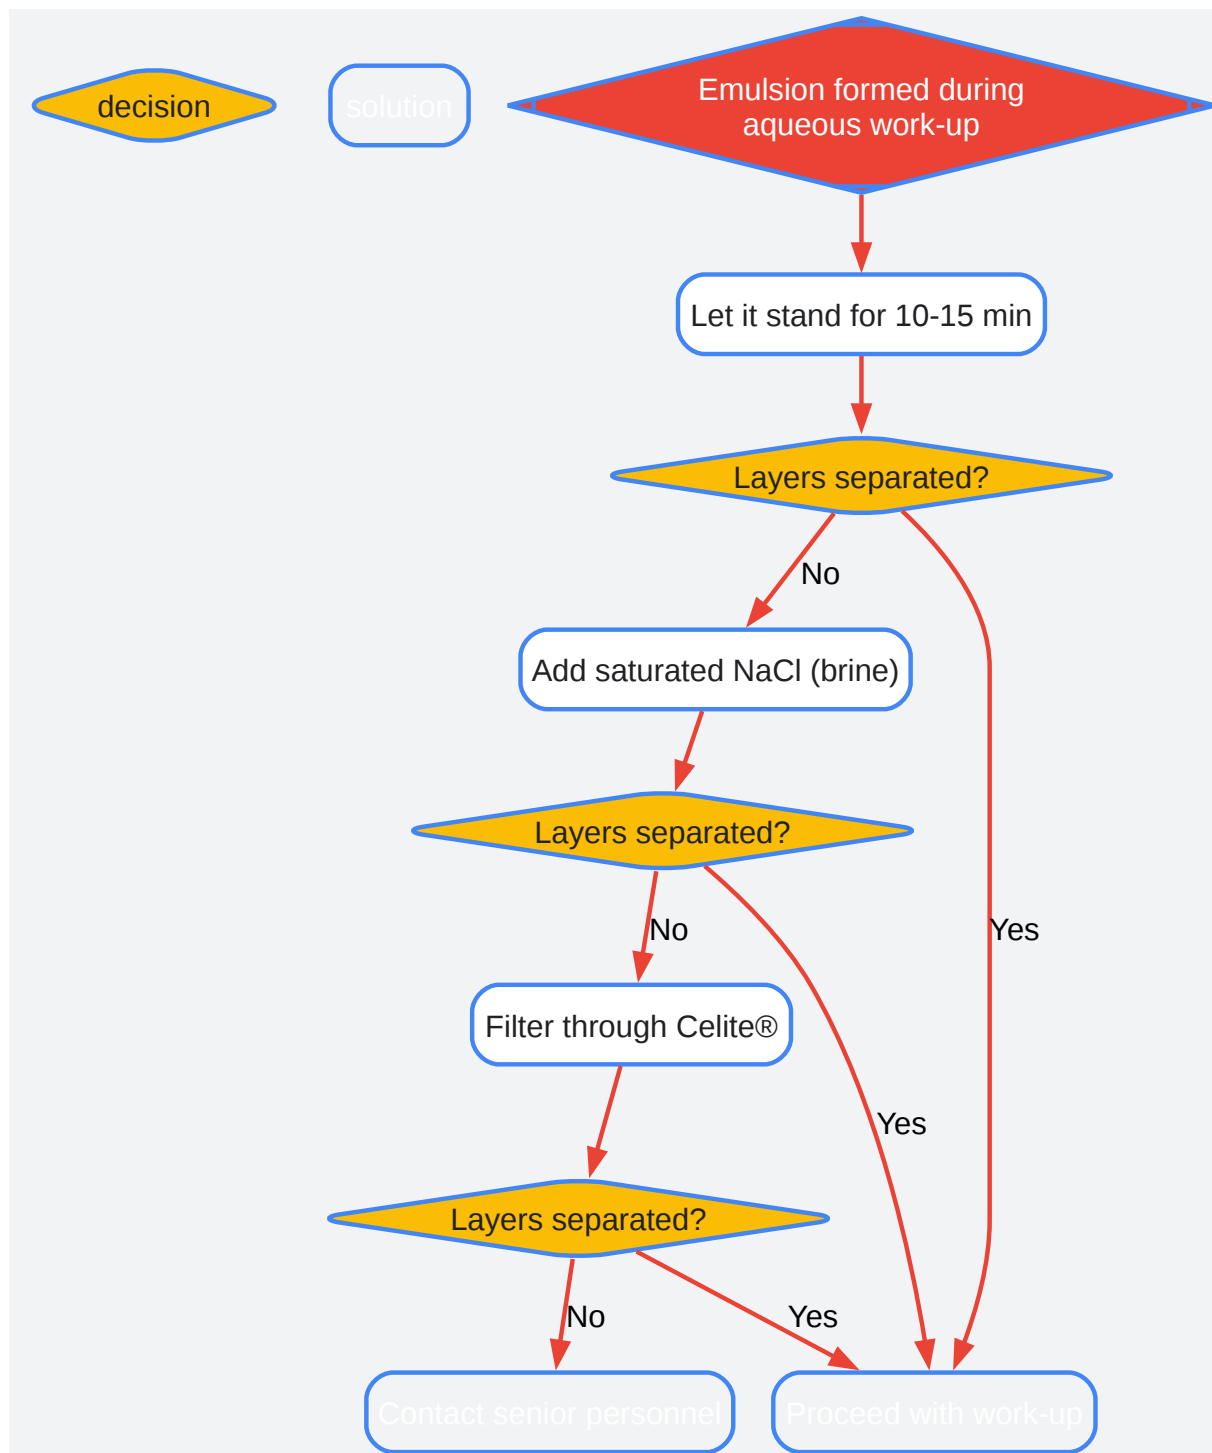 decision
solution
Emulsion formed during
aqueous work-up
Let it stand for 10-15 min
Layers separated?
No
Add saturated NaCl (brine)
Layers separated?
No
Yes
Filter through Celite®
Yes
Layers separated?
No
Yes
Contact senior personnel
Proceed with work-up